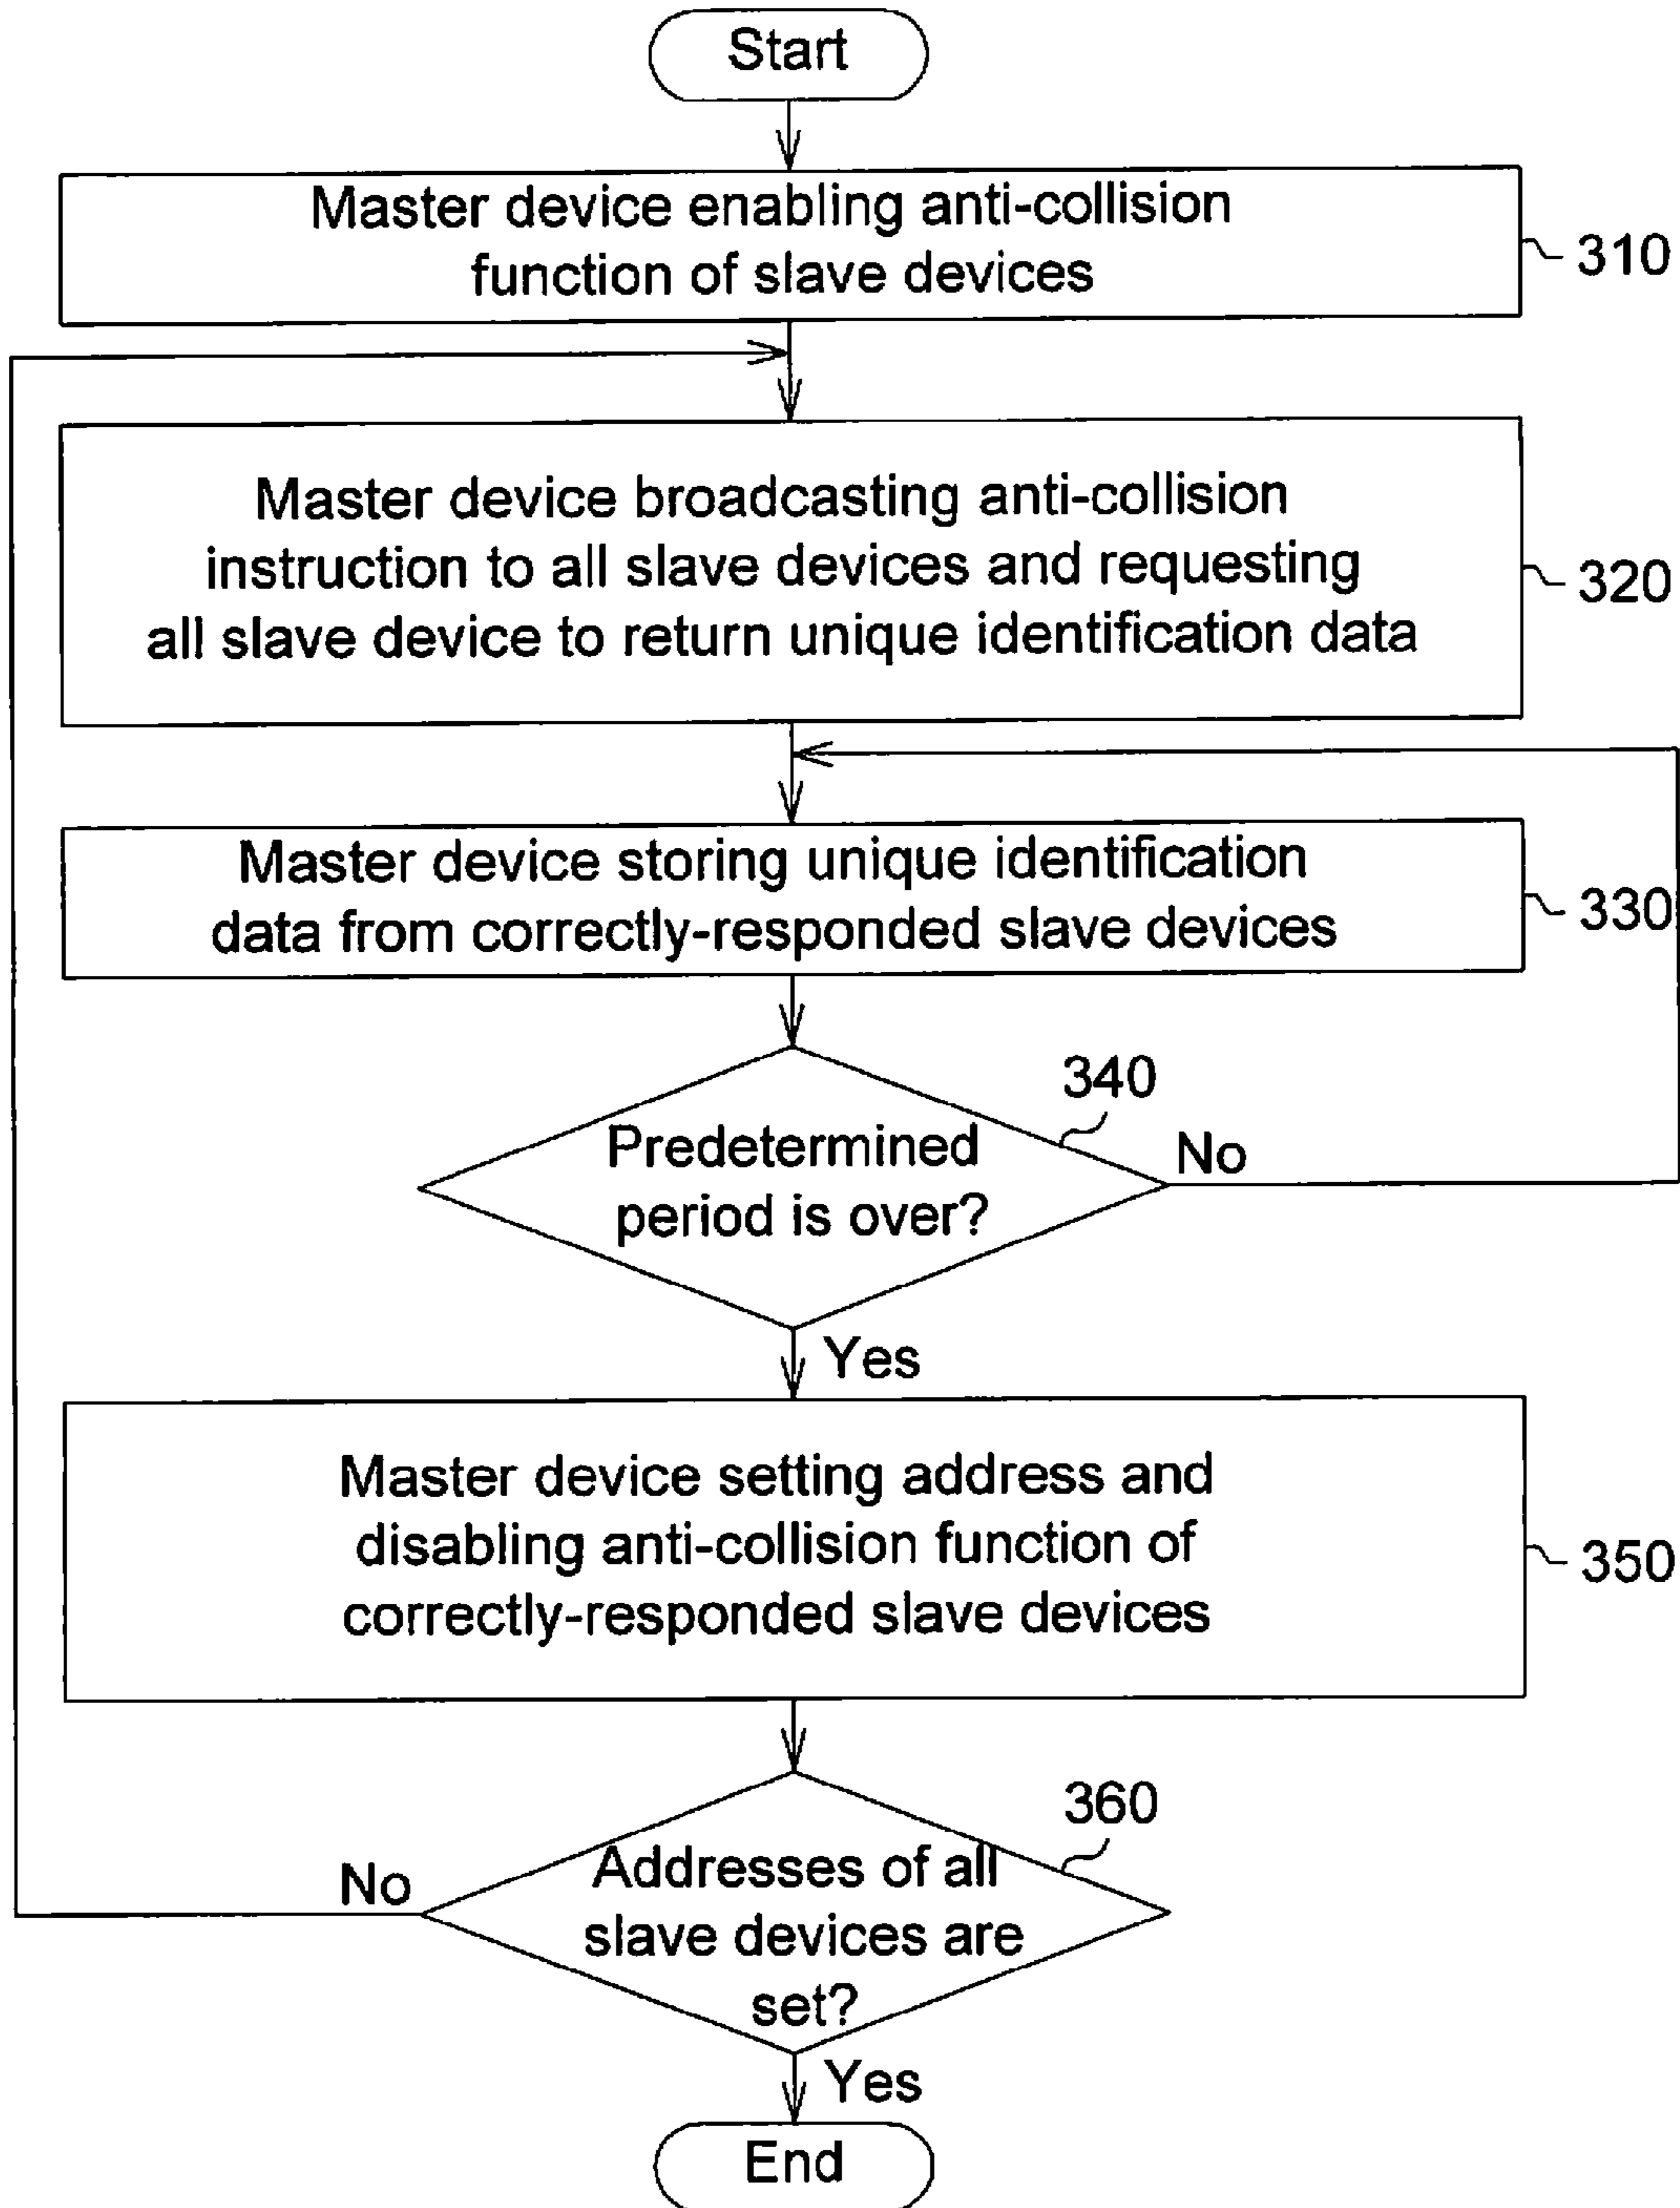 Start
Master device enabling anti-collision
function of slave devices
310
Master device broadcasting anti-collision
instruction to all slave devices and requesting
all slave device to return unique identification data
320
Master device storing unique identification
data from correctly-responded slave devices
330
340
Predetermined
period is over?
No
Yes
Master device setting address and
disabling anti-collision function of
correctly-responded slave devices
350
360
Addresses of all
slave devices are
set?
No
Yes
End